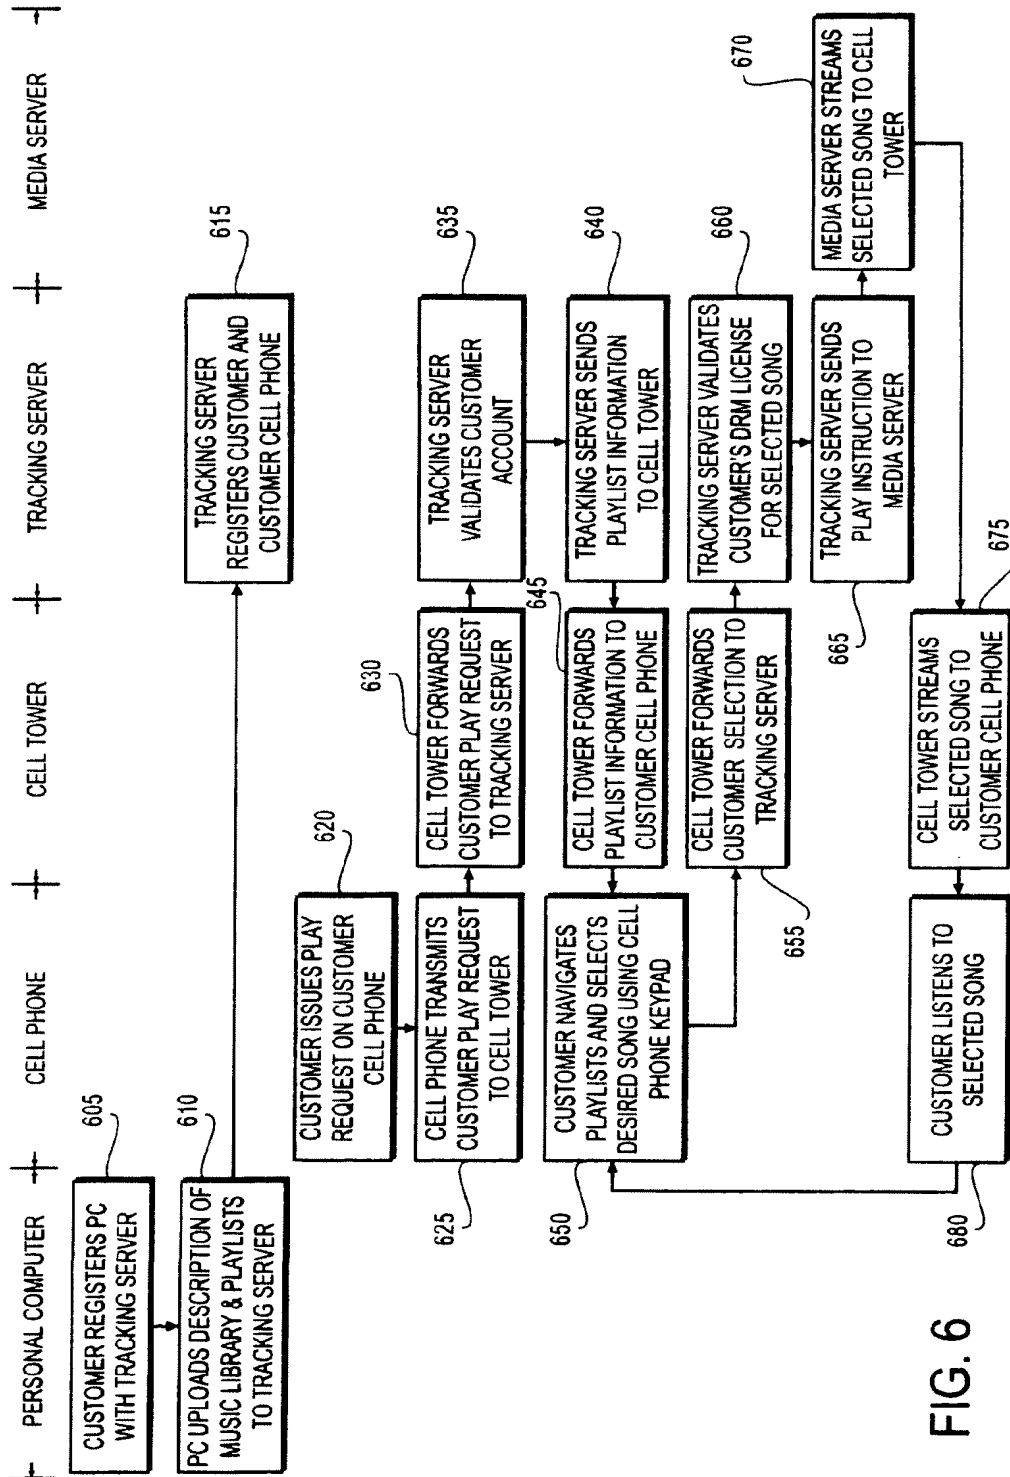 PERSONAL COMPUTER
CELL PHONE
CELL TOWER
TRACKING SERVER
MEDIA SERVER
605
CUSTOMER REGISTERS PC
WITH TRACKING SERVER
610
PC UPLOADS DESCRIPTION OF
MUSIC LIBRARY & PLAYLISTS
TO TRACKING SERVER
615
TRACKING SERVER
REGISTERS CUSTOMER AND
CUSTOMER CELL PHONE
620
CUSTOMER ISSUES PLAY
REQUEST ON CUSTOMER
CELL PHONE
625
CELL PHONE TRANSMITS
CUSTOMER PLAY REQUEST
TO CELL TOWER
630
CELL TOWER FORWARDS
CUSTOMER PLAY REQUEST
TO TRACKING SERVER
635
TRACKING SERVER
VALIDATES CUSTOMER
ACCOUNT
640
TRACKING SERVER SENDS
PLAYLIST INFORMATION
TO CELL TOWER
645
CELL TOWER FORWARDS
PLAYLIST INFORMATION TO
CUSTOMER CELL PHONE
650
CUSTOMER NAVIGATES
PLAYLISTS AND SELECTS
DESIRED SONG USING CELL
PHONE KEYPAD
655
CELL TOWER FORWARDS
CUSTOMER SELECTION TO
TRACKING SERVER
660
TRACKING SERVER VALIDATES
CUSTOMER'S DRM LICENSE
FOR SELECTED SONG
665
TRACKING SERVER SENDS
PLAY INSTRUCTION TO
MEDIA SERVER
670
MEDIA SERVER STREAMS
SELECTED SONG TO CELL
TOWER
675
CELL TOWER STREAMS
SELECTED SONG TO
CUSTOMER CELL PHONE
680
CUSTOMER LISTENS TO
SELECTED SONG
FIG. 6